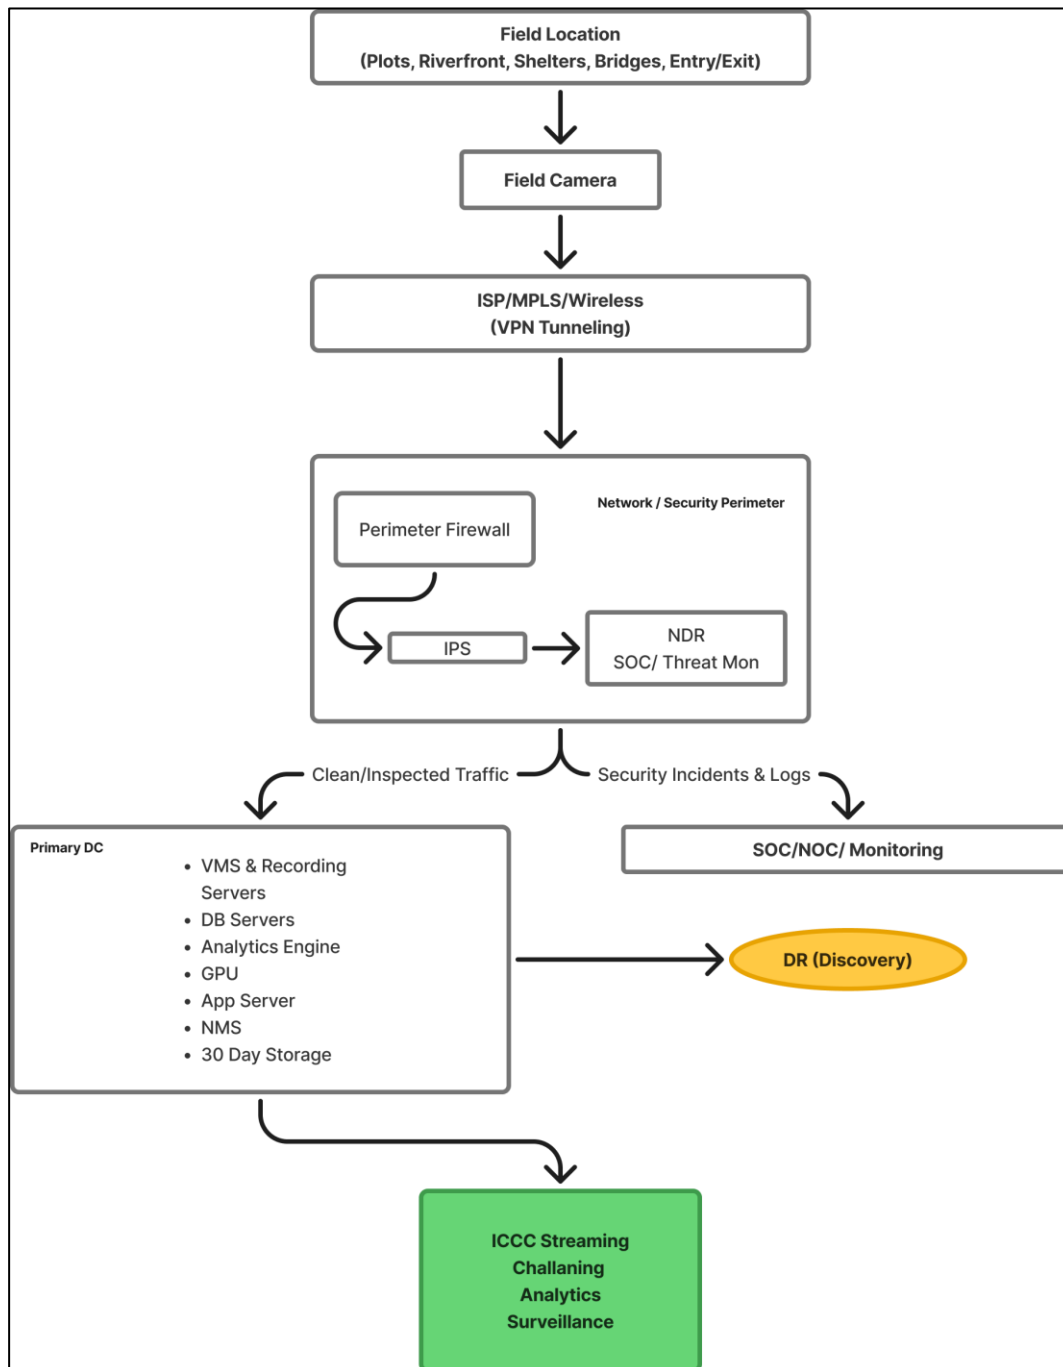 Field Location
(Plots, Riverfront, Shelters, Bridges, Entry/Exit)
Field Camera
ISP/MPLS/Wireless
(VPN Tunneling)
Network / Security Perimeter
Perimeter Firewall
IPS
NDR
SOC/ Threat Mon
Clean/Inspected Traffic
Security Incidents & Logs
Primary DC
• VMS & Recording
Servers
• DB Servers
• Analytics Engine
• GPU
• App Server
• NMS
• 30 Day Storage
SOC/NOC/ Monitoring
DR (Discovery)
ICCC Streaming
Challaning
Analytics
Surveillance